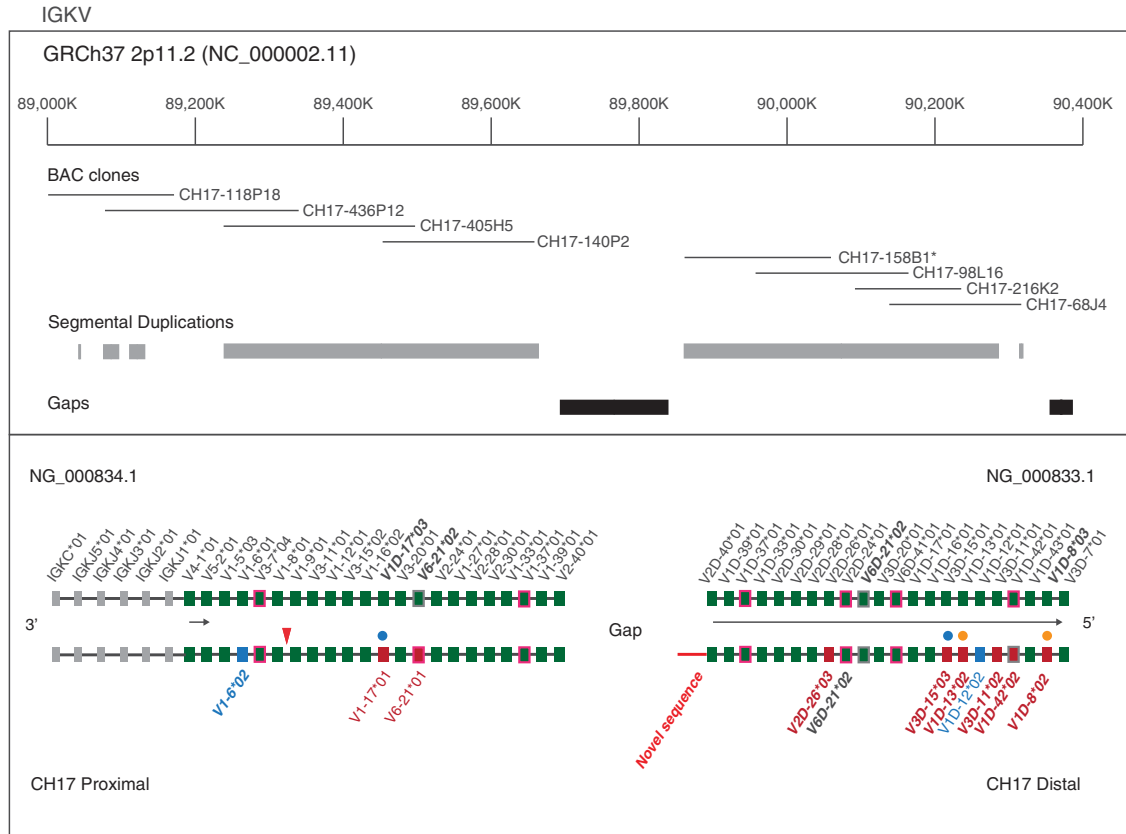 IGKV
GRCh37 2p11.2 (NC_000002.11)
89,000K 89,200K 89,400K 89,600K 89,800K 90,000K 90,200K 90,400K
BAC clones
CH17-118P18
CH17-436P12
CH17-405H5
CH17-140P2
CH17-158B1*
CH17-98L16
CH17-216K2
CH17-68J4
Segmental Duplications
Gaps
NG_000834.1
NG_000833.1
IGKC*01
IGKJ5*01
IGKJ4*01
IGKJ3*01
IGKJ2*01
IGKJ1*01
V4-1*01
V5-2*01
V1-5*03
V1-6*01
V3-7*04
V1-8*01
V1-9*01
V3-11*01
V1-12*01
V3-15*02
V1-16*02
V1D-17*03
V3-20*01
V6-21*02
V2-24*01
V1-27*01
V2-28*01
V2-30*01
V1-33*01
V1-37*01
V1-39*01
V2-40*01
V2D-40*01
V1D-39*01
V1D-37*01
V1D-33*01
V2D-30*01
V2D-29*01
V2D-28*01
V2D-26*01
V2D-24*01
V6D-21*02
V3D-20*01
V6D-41*01
V1D-17*01
V1D-16*01
V3D-15*01
V1D-13*01
V1D-12*01
V3D-11*01
V1D-42*01
V1D-43*01
V1D-8*03
V3D-7*01
3'
Gap
5'
V1-6*02
V1-17*01
V6-21*01
Novel sequence
V2D-26*03
V6D-21*02
V3D-15*03
V1D-13*02
V1D-12*02
V3D-11*02
V1D-42*02
V1D-8*02
CH17 Proximal
CH17 Distal